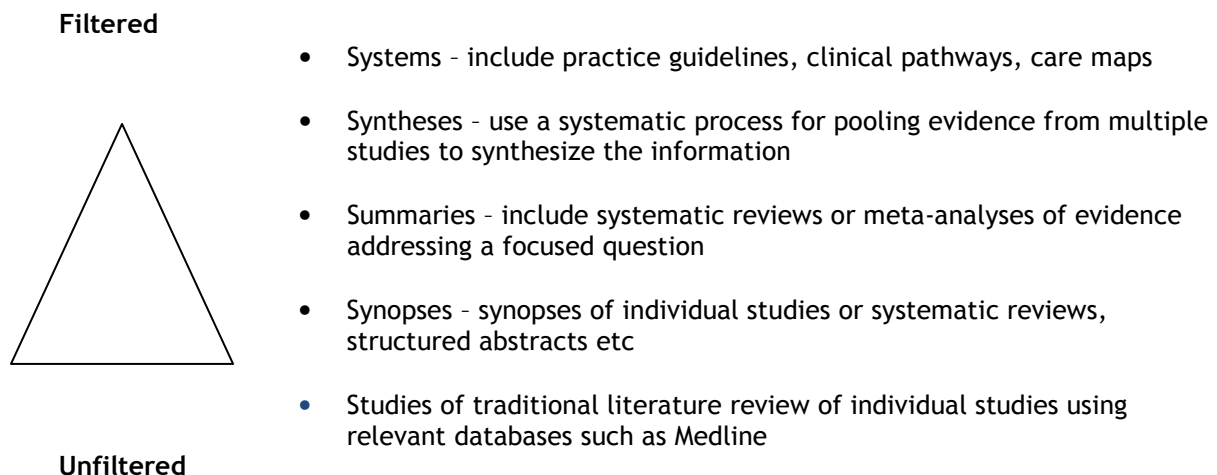 Filtered
• Systems – include practice guidelines, clinical pathways, care maps
• Syntheses – use a systematic process for pooling evidence from multiple
studies to synthesize the information
• Summaries – include systematic reviews or meta-analyses of evidence
addressing a focused question
• Synopses – synopses of individual studies or systematic reviews,
structured abstracts etc
• Studies of traditional literature review of individual studies using
relevant databases such as Medline
Unfiltered